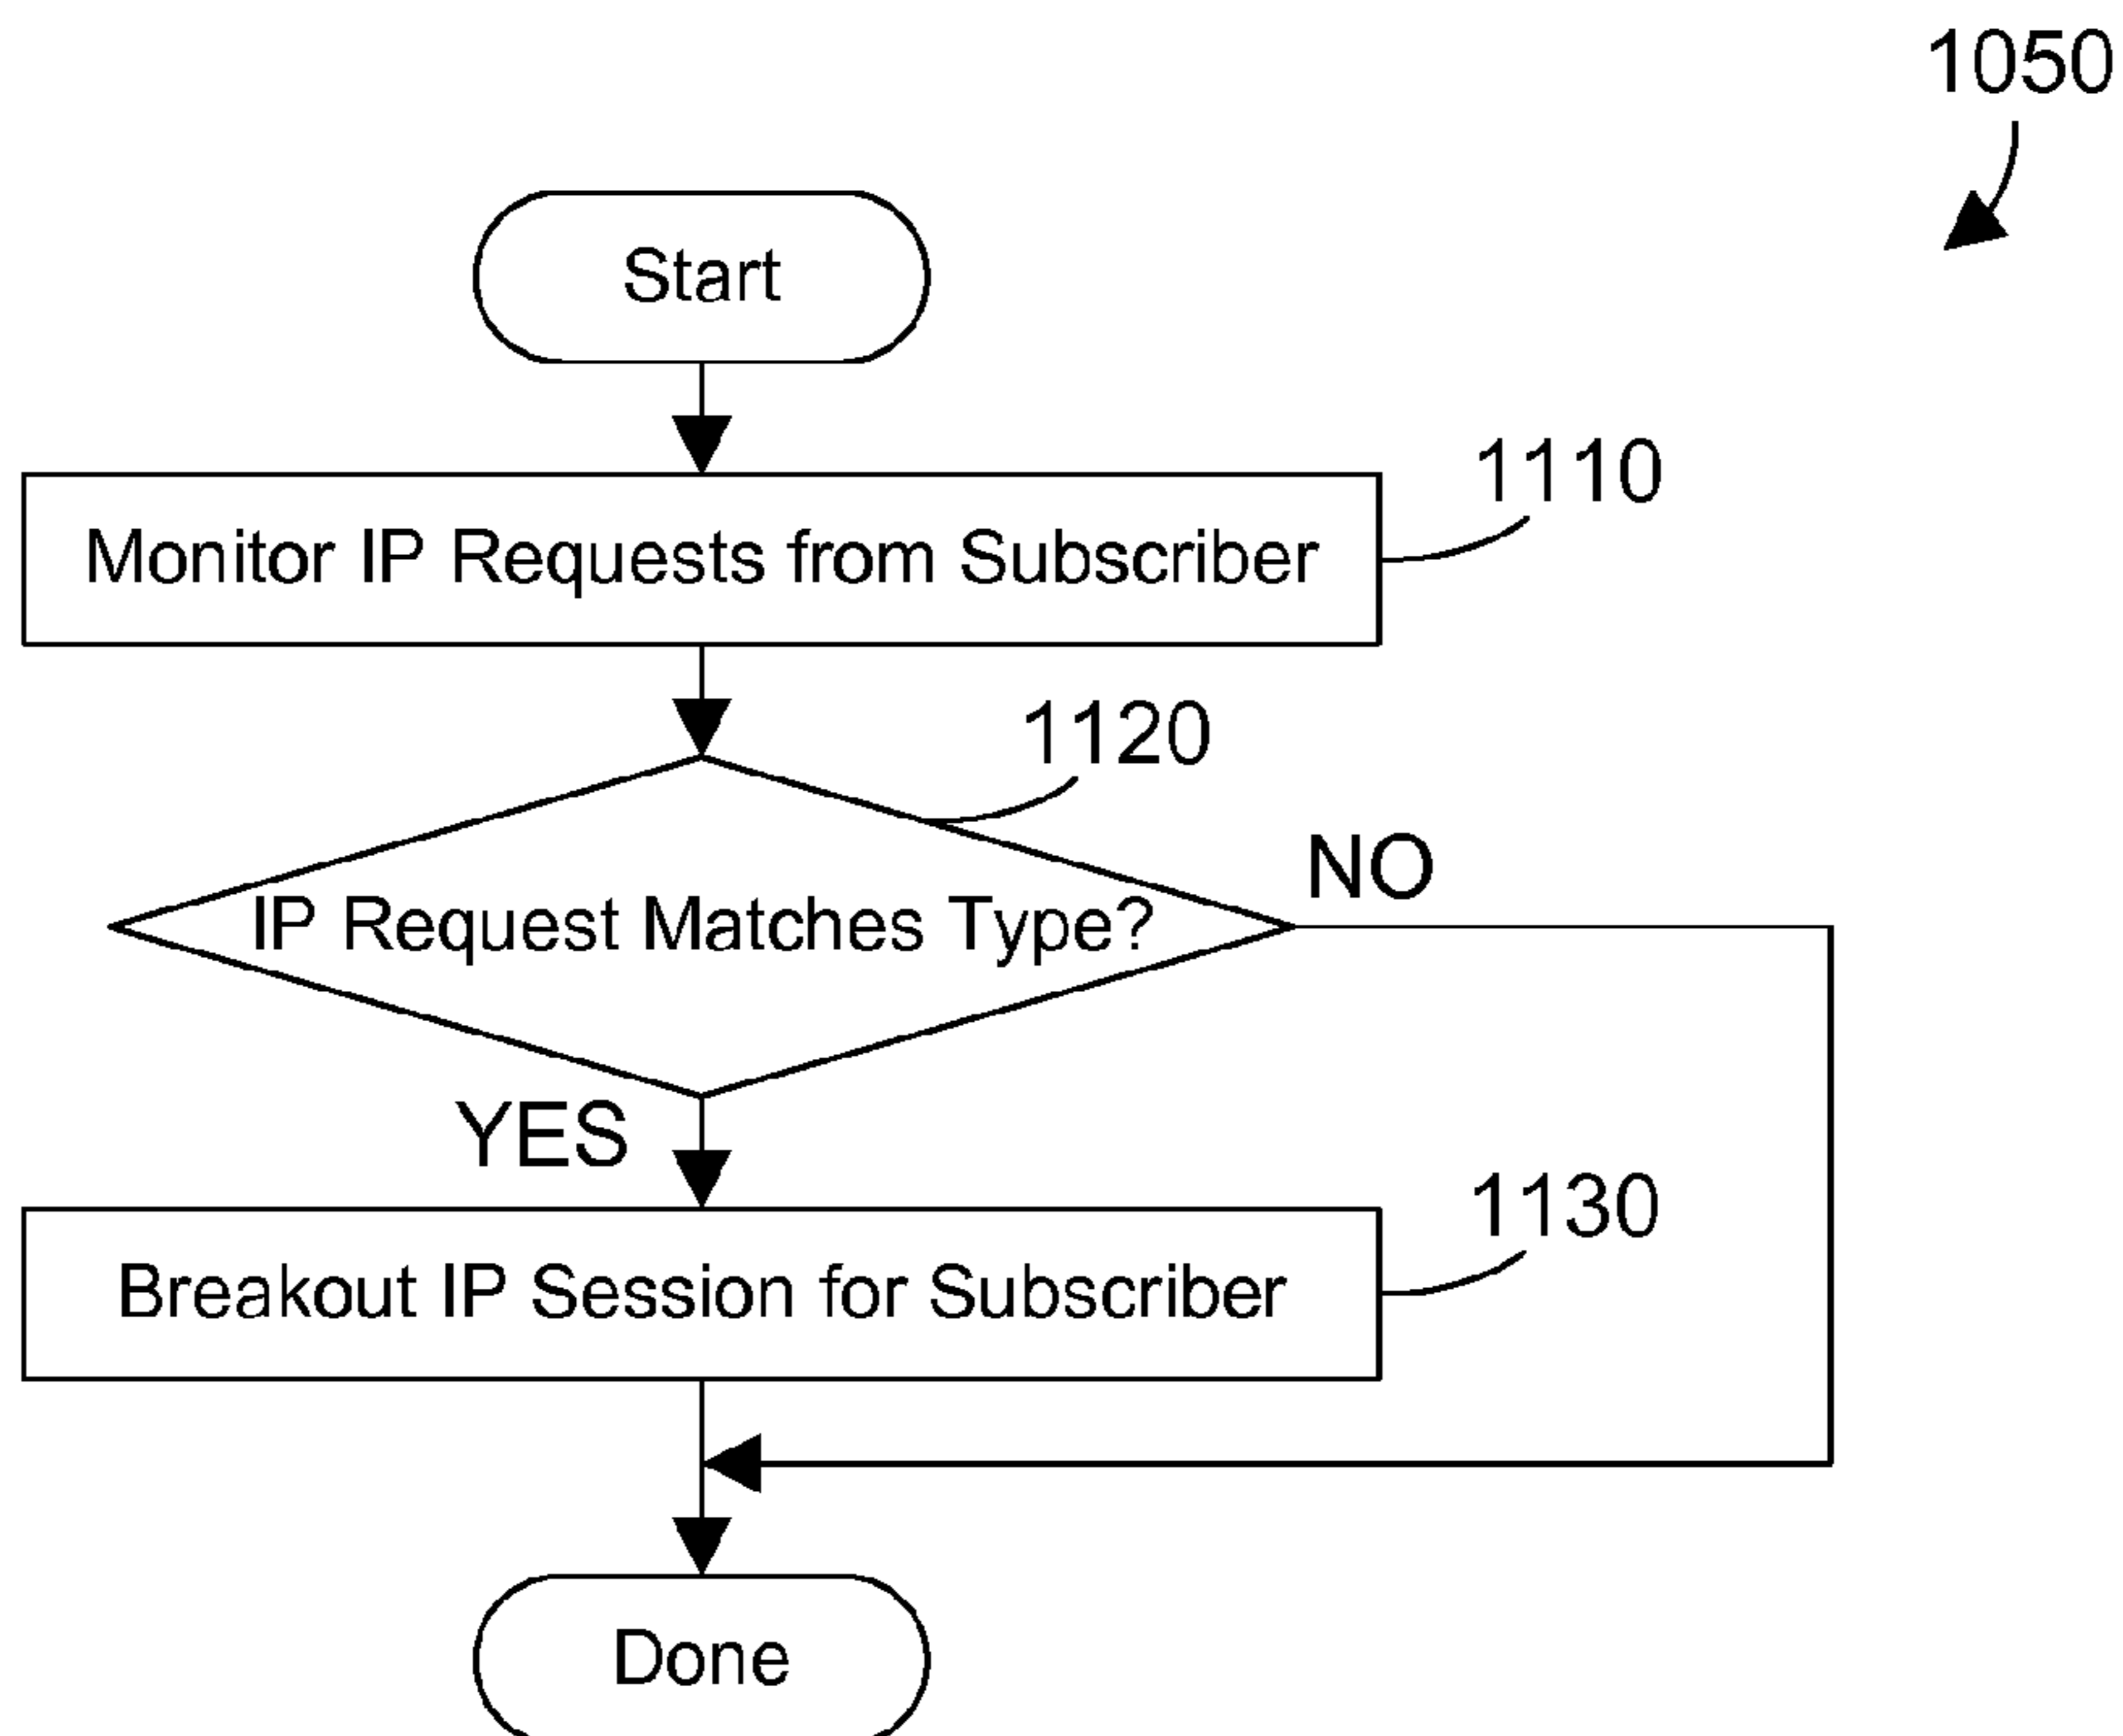 1050
Start
1110
Monitor IP Requests from Subscriber
1120
NO
IP Request Matches Type?
YES
1130
Breakout IP Session for Subscriber
Done